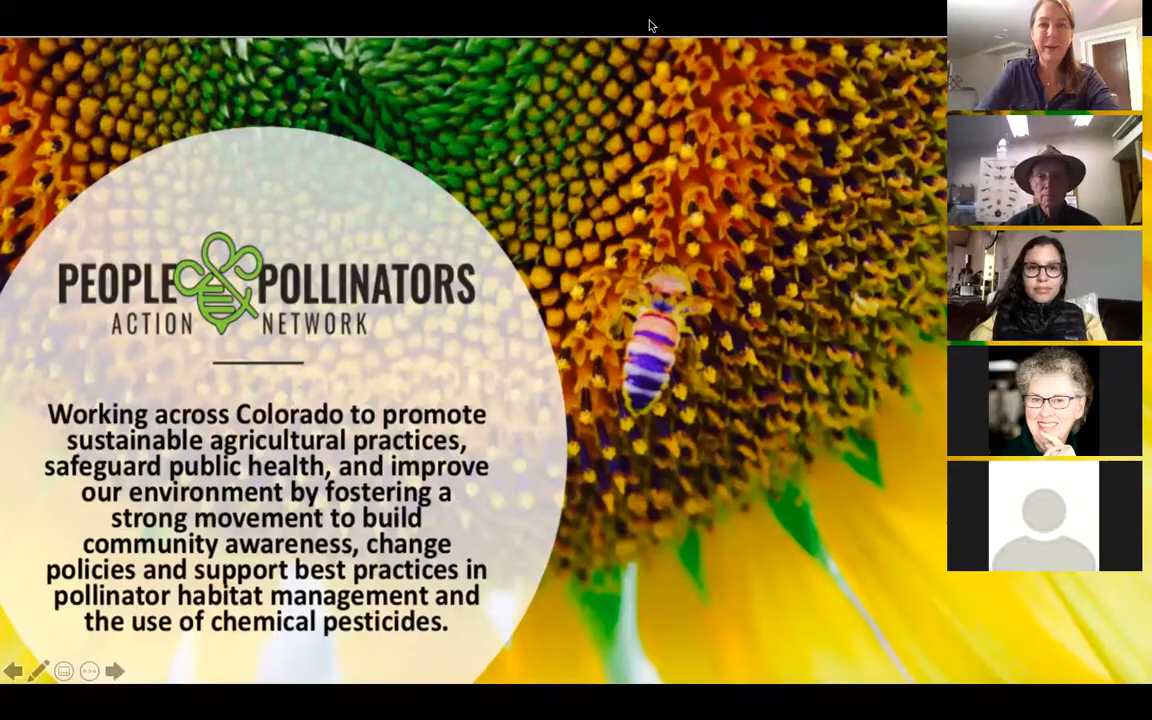 PEOPLE POLLINATORS
ACTION NETWORK
Working across Colorado to promote
sustainable agricultural practices,
safeguard public health, and improve
our environment by fostering a
strong movement to build
community awareness, change
policies and support best practices in
pollinator habitat management and
the use of chemical pesticides.